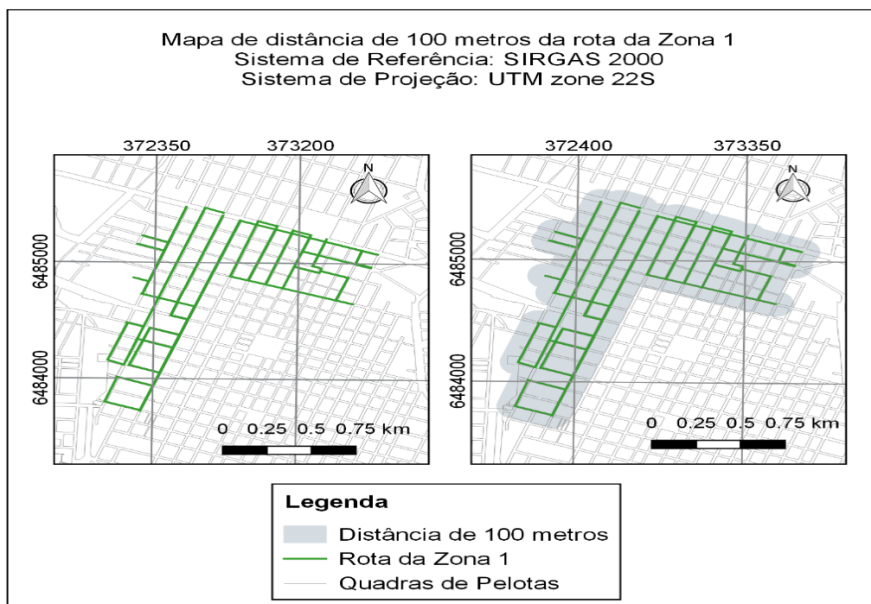 Mapa de distância de 100 metros da rota da Zona 1
Sistema de Referência: SIRGAS 2000
Sistema de Projeção: UTM zone 22S
372350 373200
N
6485000
6484000
0 0.25 0.5 0.75 km
372400 373350
N
6485000
6484000
0 0.25 0.5 0.75 km
Legenda
Distância de 100 metros
Rota da Zona 1
Quadras de Pelotas